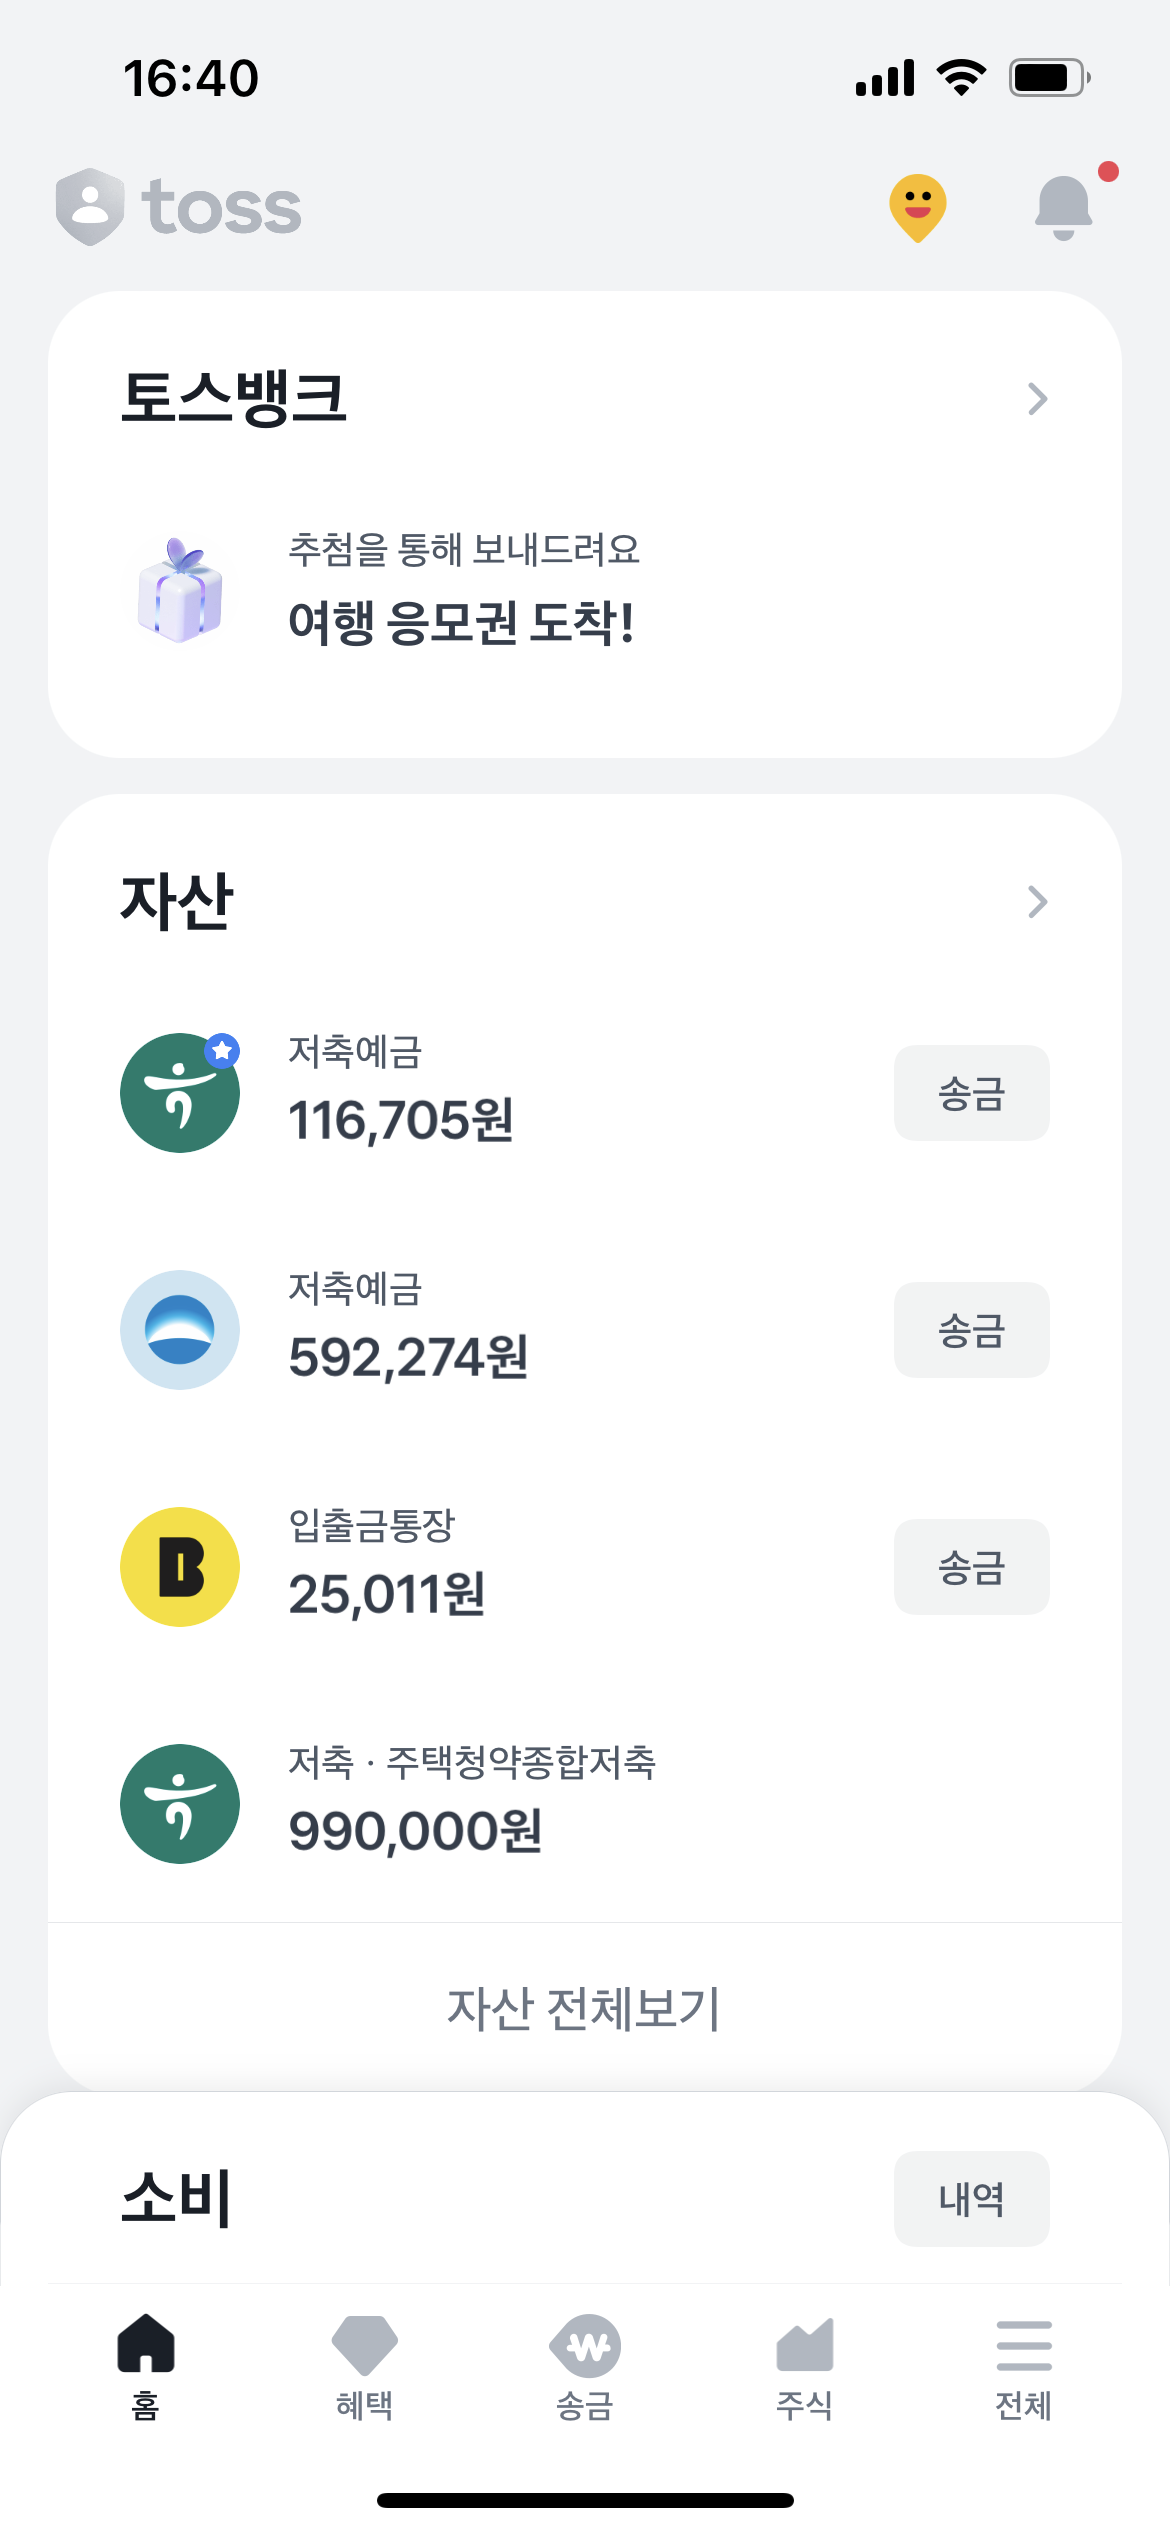 16:40
toss
토스뱅크
추첨을 통해 보내드려요
여행 응모권 도착!
자산
저축예금
116,705원
송금
저축예금
592,274원
송금
입출금통장
25,011원
송금
저축 · 주택청약종합저축
990,000원
자산 전체보기
소비
내역
홈
혜택
송금
주식
전체